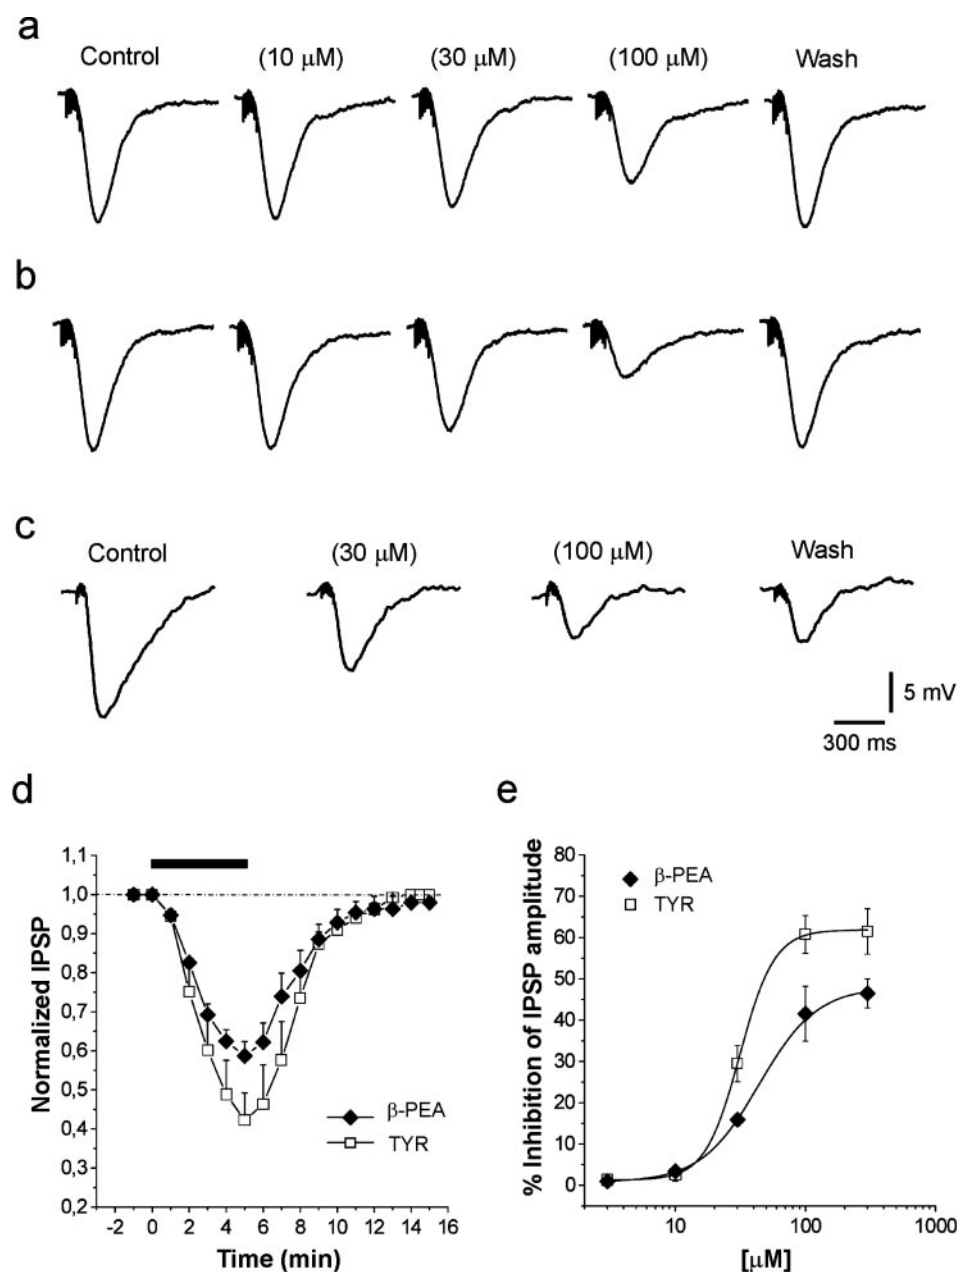 a
Control (10 μM) (30 μM) (100 μM) Wash
b
c
Control (30 μM) (100 μM) Wash
5 mV
300 ms
d
Normalized IPSP
1,1
1,0
0,9
0,8
0,7
0,6
0,5
0,4
0,3
0,2
β-PEA
TYR
-2 0 2 4 6 8 10 12 14 16
Time (min)
e
% Inhibition of IPSP amplitude
80
70
60
50
40
30
20
10
0
β-PEA
TYR
10 100 1000
[μM]